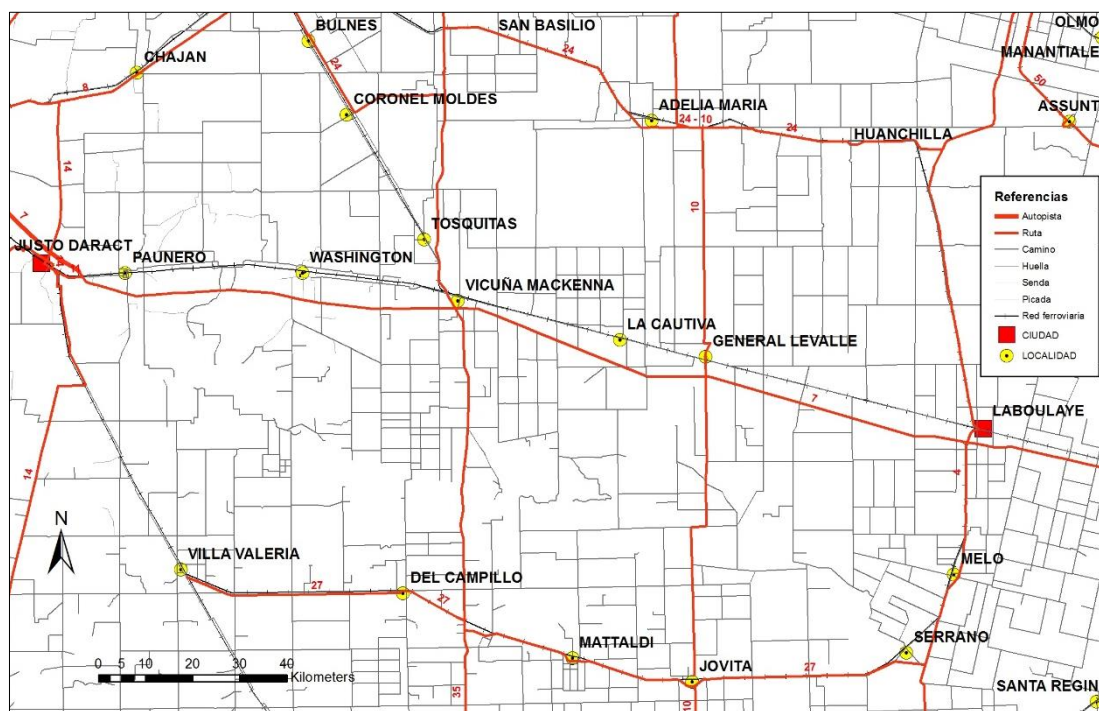 BULNES
SAN BASILIO
OLMO
CHAJAN
24
24
MANANTIALE
8
50
CORONEL MOLDES
ADELIA MARIA
ASSUNT
24 - 10
24
HUANCHILLA
14
7
10
Referencias
Autopista
Ruta
Camino
Huella
Senda
Picada
Red ferroviaria
CIUDAD
LOCALIDAD
TOSQUITAS
JUSTO DARACT
PAUNERO
WASHINGTON
VICUÑA MACKENNA
LA CAUTIVA
GENERAL LEVALLE
7
LABOULAYE
14
4
N
VILLA VALERIA
27
DEL CAMPILLO
27
MELO
MATTALDI
SERRANO
JOVITA
27
0 5 10 20 30 40
Kilometers
35
10
SANTA REGIN